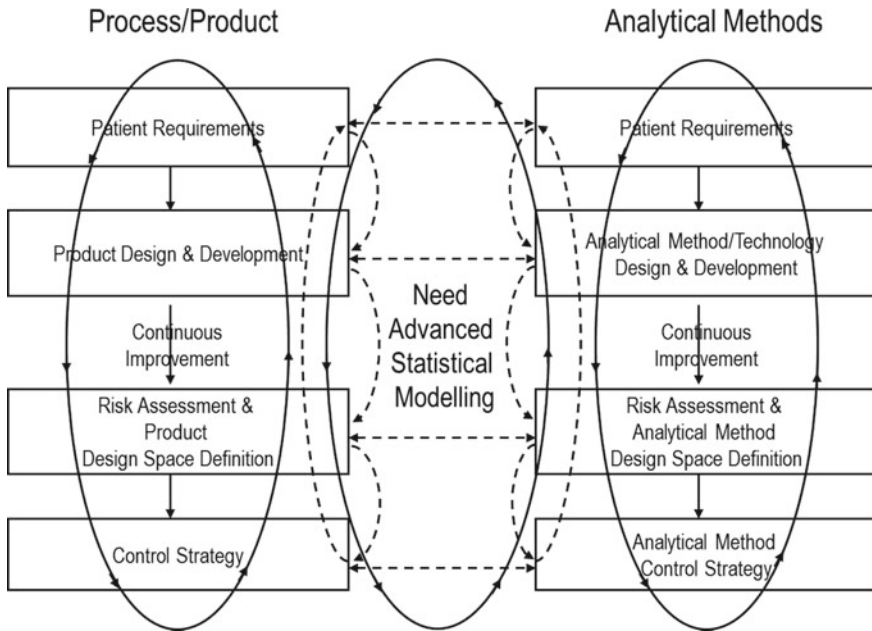 Process/Product
Analytical Methods
Patient Requirements
Patient Requirements
Product Design & Development
Analytical Method/Technology
Design & Development
Need
Advanced
Statistical
Modelling
Continuous
Improvement
Continuous
Improvement
Risk Assessment &
Product
Design Space Definition
Risk Assessment &
Analytical Method
Design Space Definition
Control Strategy
Analytical Method
Control Strategy